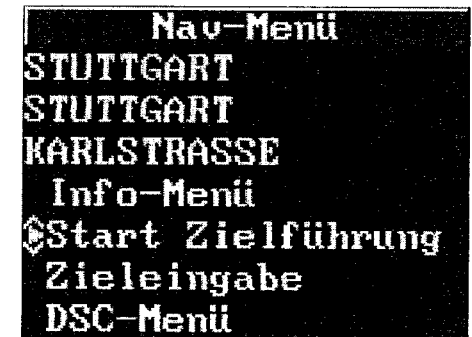 Nav-Menü
STUTTGART
STUTTGART
KARLSTRASSE
Info-Menü
Start Zielführung
Zieleingabe
DSC-Menü